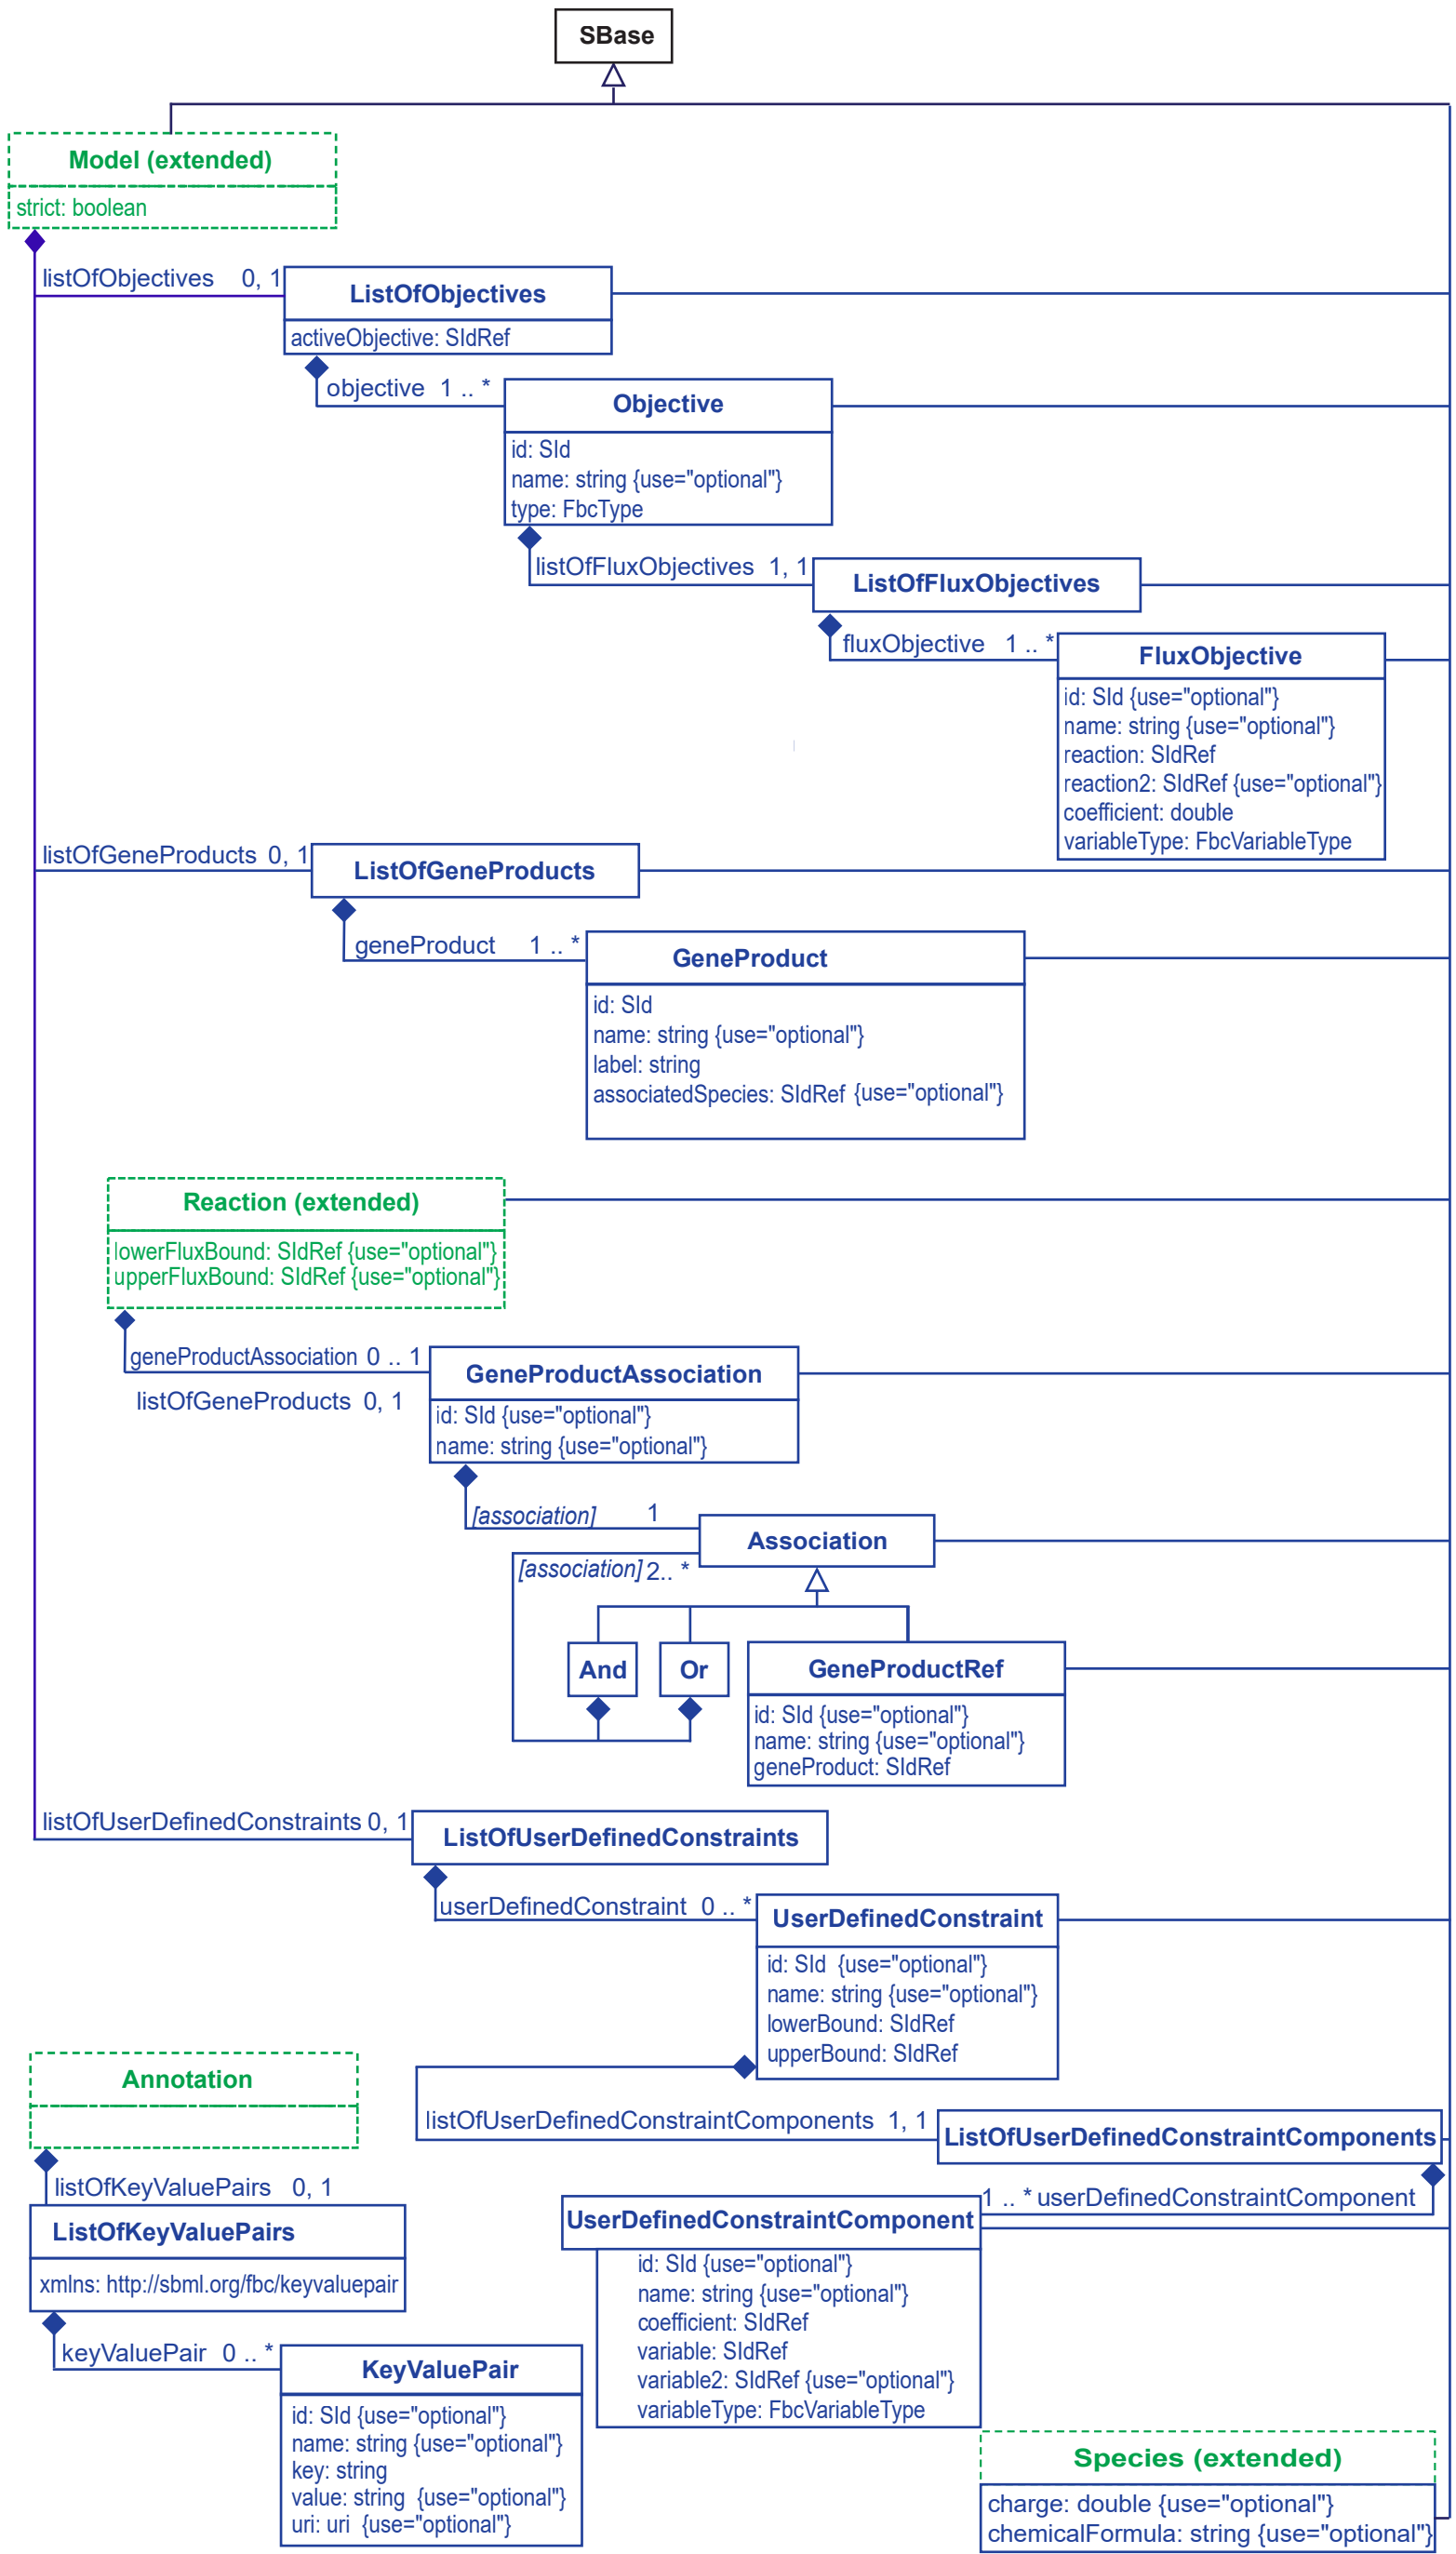 SBase
Model (extended)
strict: boolean
listOfObjectives 0, 1
ListOfObjectives
activeObjective: SIdRef
objective 1 .. *
Objective
id: SId
name: string {use="optional"}
type: FbcType
listOfFluxObjectives 1, 1
ListOfFluxObjectives
fluxObjective 1 .. *
FluxObjective
id: SId {use="optional"}
name: string {use="optional"}
reaction: SIdRef
reaction2: SIdRef {use="optional"}
coefficient: double
variableType: FbcVariableType
listOfGeneProducts 0, 1
ListOfGeneProducts
geneProduct 1 .. *
GeneProduct
id: SId
name: string {use="optional"}
label: string
associatedSpecies: SIdRef {use="optional"}
Reaction (extended)
lowerFluxBound: SIdRef {use="optional"}
upperFluxBound: SIdRef {use="optional"}
geneProductAssociation 0 .. 1
listOfGeneProducts 0, 1
GeneProductAssociation
id: SId {use="optional"}
name: string {use="optional"}
[association] 1
Association
[association] 2.. *
And
Or
GeneProductRef
id: SId {use="optional"}
name: string {use="optional"}
geneProduct: SIdRef
listOfUserDefinedConstraints 0, 1
ListOfUserDefinedConstraints
userDefinedConstraint 0 .. *
UserDefinedConstraint
id: SId {use="optional"}
name: string {use="optional"}
lowerBound: SIdRef
upperBound: SIdRef
listOfUserDefinedConstraintComponents 1, 1
ListOfUserDefinedConstraintComponents
1 .. * userDefinedConstraintComponent
UserDefinedConstraintComponent
id: SId {use="optional"}
name: string {use="optional"}
coefficient: SIdRef
variable: SIdRef
variable2: SIdRef {use="optional"}
variableType: FbcVariableType
Annotation
listOfKeyValuePairs 0, 1
ListOfKeyValuePairs
xmlns: http://sbml.org/fbc/keyvaluepair
keyValuePair 0 .. *
KeyValuePair
id: SId {use="optional"}
name: string {use="optional"}
key: string
value: string {use="optional"}
uri: uri {use="optional"}
Species (extended)
charge: double {use="optional"}
chemicalFormula: string {use="optional"}